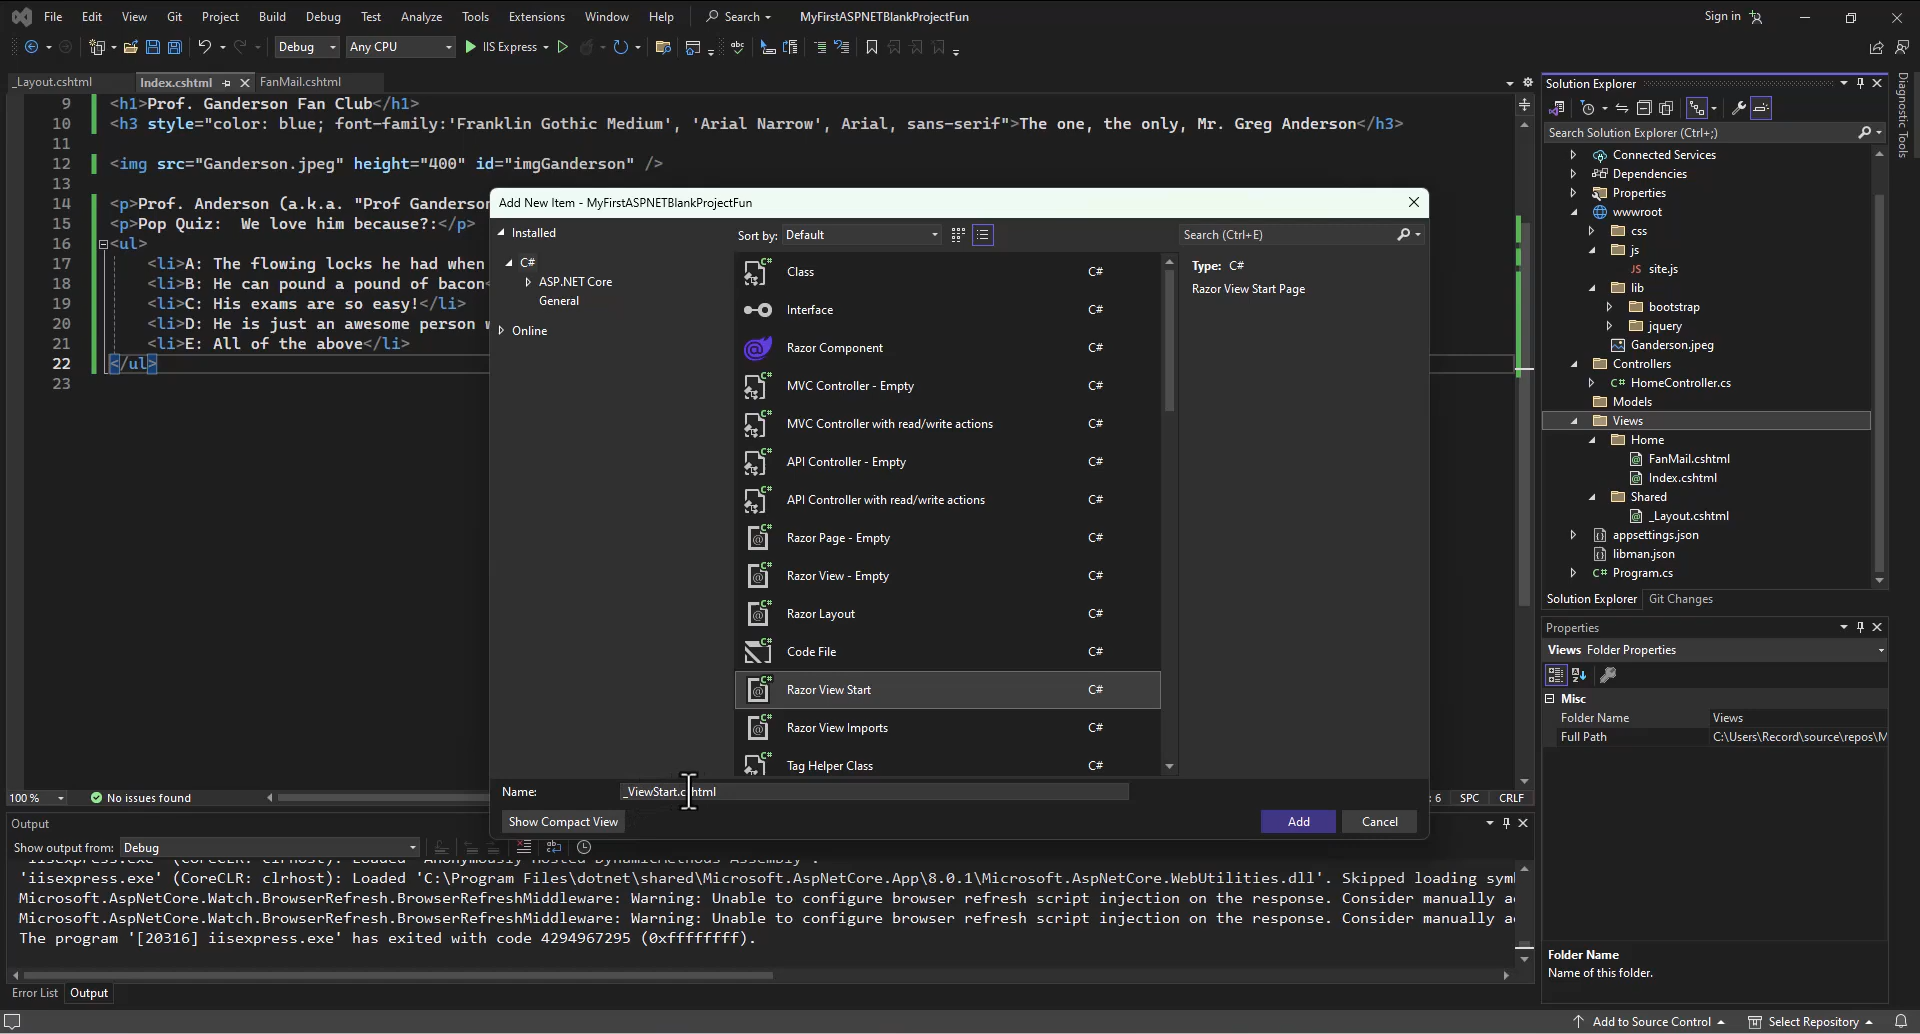 File Edit View Git Project Build Debug Test Analyze Tools Extensions Window Help Search MyFirstASPNETBlankProjectFun Sign in
Debug Any CPU IIS Express
_Layout.cshtml Index.cshtml FanMail.cshtml
9 <h1>Prof. Ganderson Fan Club</h1>
10 <h3 style="color: blue; font-family:'Franklin Gothic Medium', 'Arial Narrow', Arial, sans-serif">The one, the only, Mr. Greg Anderson</h3>
11
12 <img src="Ganderson.jpeg" height="400" id="imgGanderson" />
13
14 <p>Prof. Anderson (a.k.a. "Prof Ganderson
15 <p>Pop Quiz: We love him because?:</p>
16 <ul>
17 <li>A: The flowing locks he had when
18 <li>B: He can pound a pound of bacon<
19 <li>C: His exams are so easy!</li>
20 <li>D: He is just an awesome person w
21 <li>E: All of the above</li>
22 </ul>
23
100 % No issues found : 6 SPC CRLF
Add New Item - MyFirstASPNETBlankProjectFun
Installed
C#
ASP.NET Core
General
Online
Sort by: Default
Search (Ctrl+E)
Class C#
Interface C#
Razor Component C#
MVC Controller - Empty C#
MVC Controller with read/write actions C#
API Controller - Empty C#
API Controller with read/write actions C#
Razor Page - Empty C#
Razor View - Empty C#
Razor Layout C#
Code File C#
Razor View Start C#
Razor View Imports C#
Tag Helper Class C#
Type: C#
Razor View Start Page
Name: _ViewStart.cshtml
Show Compact View Add Cancel
Solution Explorer
Search Solution Explorer (Ctrl+;)
Connected Services
Dependencies
Properties
wwwroot
css
js
site.js
lib
bootstrap
jquery
Ganderson.jpeg
Controllers
C# HomeController.cs
Models
Views
Home
FanMail.cshtml
Index.cshtml
Shared
_Layout.cshtml
appsettings.json
libman.json
C# Program.cs
Solution Explorer Git Changes
Diagnostic Tools
Properties
Views Folder Properties
Misc
Folder Name Views
Full Path C:\Users\Record\source\repos\M
Folder Name
Name of this folder.
Output
Show output from: Debug
'iisexpress.exe' (CoreCLR: clrhost): Loaded 'Anonymously Hosted DynamicMethods Assembly'.
'iisexpress.exe' (CoreCLR: clrhost): Loaded 'C:\Program Files\dotnet\shared\Microsoft.AspNetCore.App\8.0.1\Microsoft.AspNetCore.WebUtilities.dll'. Skipped loading sym
Microsoft.AspNetCore.Watch.BrowserRefresh.BrowserRefreshMiddleware: Warning: Unable to configure browser refresh script injection on the response. Consider manually a
Microsoft.AspNetCore.Watch.BrowserRefresh.BrowserRefreshMiddleware: Warning: Unable to configure browser refresh script injection on the response. Consider manually a
The program '[20316] iisexpress.exe' has exited with code 4294967295 (0xffffffff).
Error List Output
Add to Source Control Select Repository